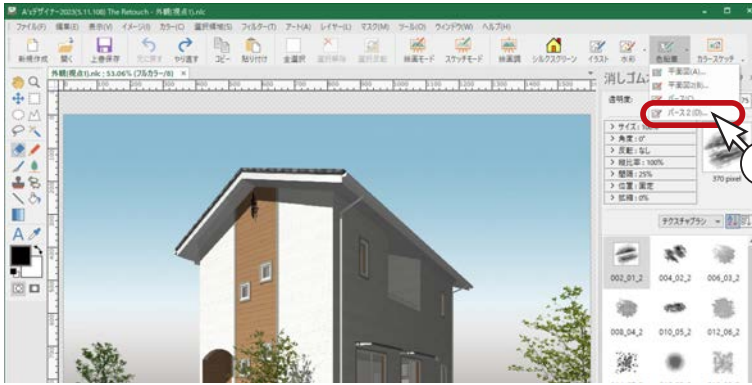 A'sデザイナー2023(5.11.108) The Retouch - 外観(視点1).nlc
ファイル(F) 編集(E) 表示(V) イメージ(I) カラー(C) 選択領域(S) フィルター(T) アート(A) レイヤー(L) マスク(M) ツール(O) ウィンドウ(W) ヘルプ(H)
新規作成 開く 上書保存 元に戻す やり直す コピー 貼り付け 全選択 選択解除 選択反転 絵画モード スケッチモード 絵画調 シルクスクリーン イラスト 水彩 色鉛筆 カラースケッチ
外観(視点1).nlc : 53.06% (フルカラー/8)
平面図(A)...
平面図2(B)...
パース2(D)...
消しゴム
透明度:
75
サイズ: 100%
角度: 0°
反転: なし
縦比率: 100%
間隔: 25%
位置: 固定
拡縮: 0%
370 pixel
テクスチャブラシ
002_01_2 004_02_2 006_03_2
008_04_2 010_05_2 012_06_2